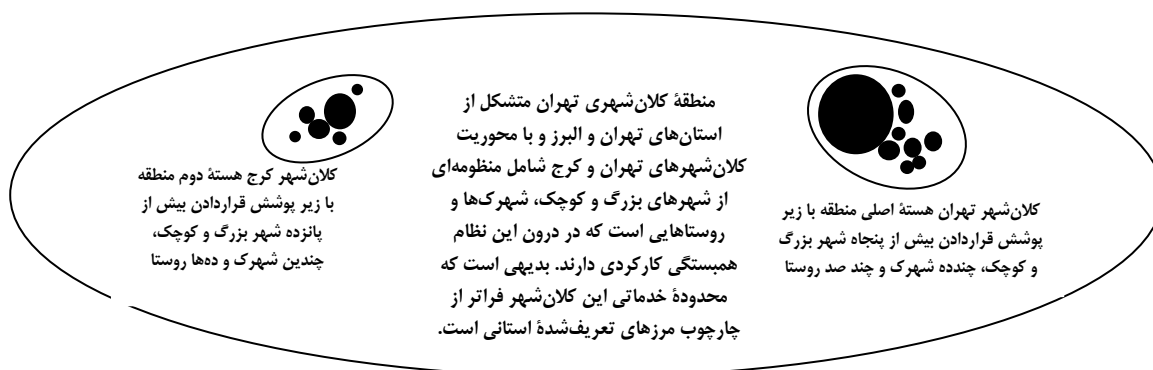 منطقهٔ کلان‌شهری تهران متشکل از
استان‌های تهران و البرز و با محوریت
کلان‌شهرهای تهران و کرج شامل منظومه‌ای
از شهرهای بزرگ و کوچک، شهرک‌ها و
روستاهایی است که در درون این نظام
همبستگی کارکردی دارند. بدیهی است که
محدودهٔ خدماتی این کلان‌شهر فراتر از
چارچوب مرزهای تعریف‌شدهٔ استانی است.
کلان‌شهر تهران هستهٔ اصلی منطقه با زیر
پوشش قراردادن بیش از پنجاه شهر بزرگ
و کوچک، چندده شهرک و چند صد روستا
کلان‌شهر کرج هستهٔ دوم منطقه
با زیر پوشش قراردادن بیش از
پانزده شهر بزرگ و کوچک،
چندین شهرک و ده‌ها روستا